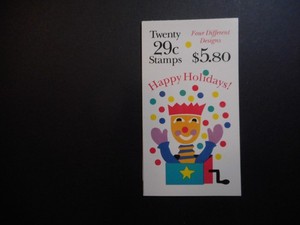 Twenty
29c
Stamps
Four Different
Designs
$5.80
Happy Holidays!